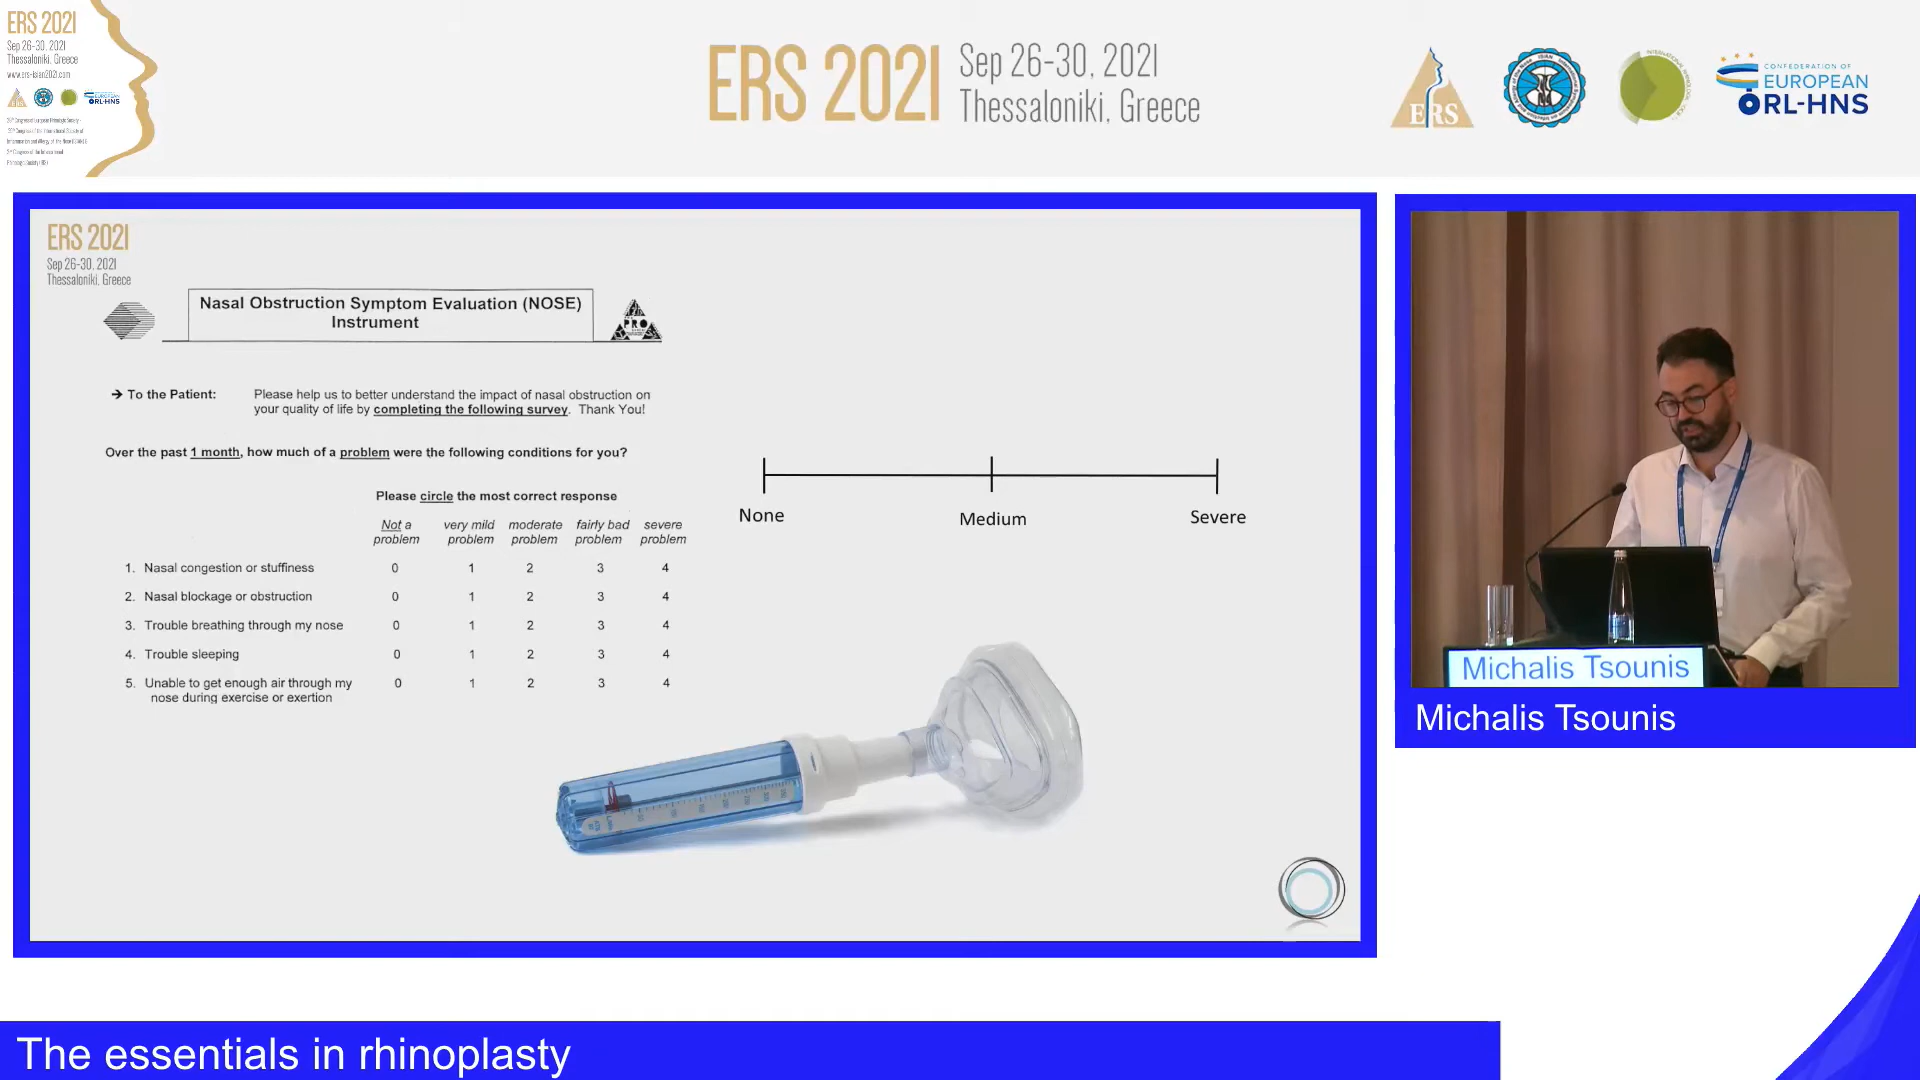 ERS 2021
Sep 26-30, 2021
Thessaloniki, Greece
www.ers-isian2021.com
ERS 2021
Sep 26-30, 2021
Thessaloniki, Greece
ERS
CONFEDERATION OF
EUROPEAN
ORL-HNS
ERS 2021
Sep 26-30, 2021
Thessaloniki, Greece
Nasal Obstruction Symptom Evaluation (NOSE)
Instrument
PRO
→ To the Patient: Please help us to better understand the impact of nasal obstruction on
your quality of life by completing the following survey. Thank You!
Over the past 1 month, how much of a problem were the following conditions for you?
Please circle the most correct response
Not a problem very mild problem moderate problem fairly bad problem severe problem
1. Nasal congestion or stuffiness 0 1 2 3 4
2. Nasal blockage or obstruction 0 1 2 3 4
3. Trouble breathing through my nose 0 1 2 3 4
4. Trouble sleeping 0 1 2 3 4
5. Unable to get enough air through my
nose during exercise or exertion 0 1 2 3 4
None Medium Severe
Michalis Tsounis
Michalis Tsounis
The essentials in rhinoplasty